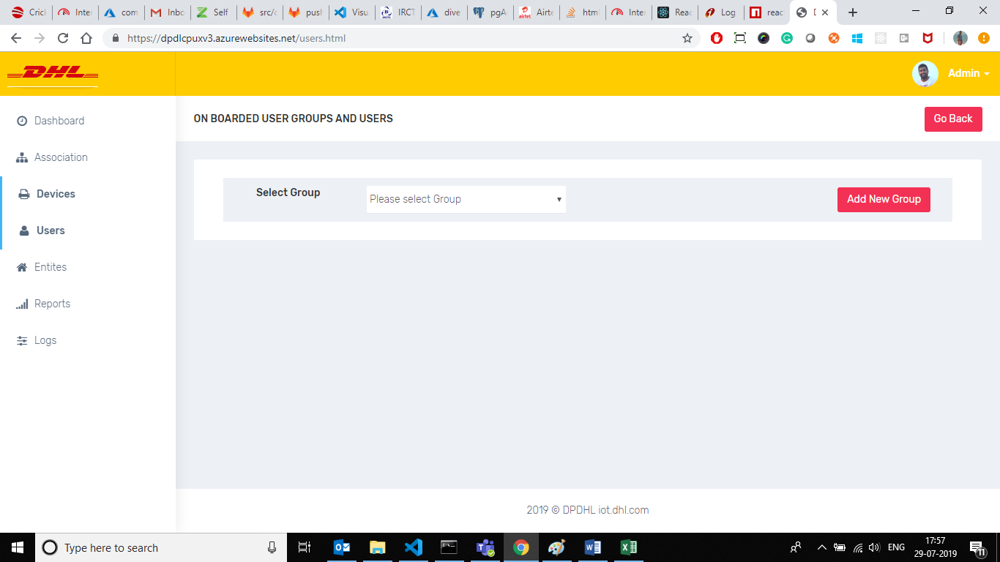 Crick
Inter
com
Inbo
Self
src/c
push
Visu
IRCT
dive
pgA
Airte
html
Inter
Reac
Log
reac
https://dpdlcpuxv3.azurewebsites.net/users.html
DHL
Admin
Dashboard
Association
Devices
Users
Entites
Reports
Logs
ON BOARDED USER GROUPS AND USERS
Go Back
Select Group
Please select Group
Add New Group
2019 © DPDHL iot.dhl.com
Type here to search
ENG
17:57
29-07-2019
11